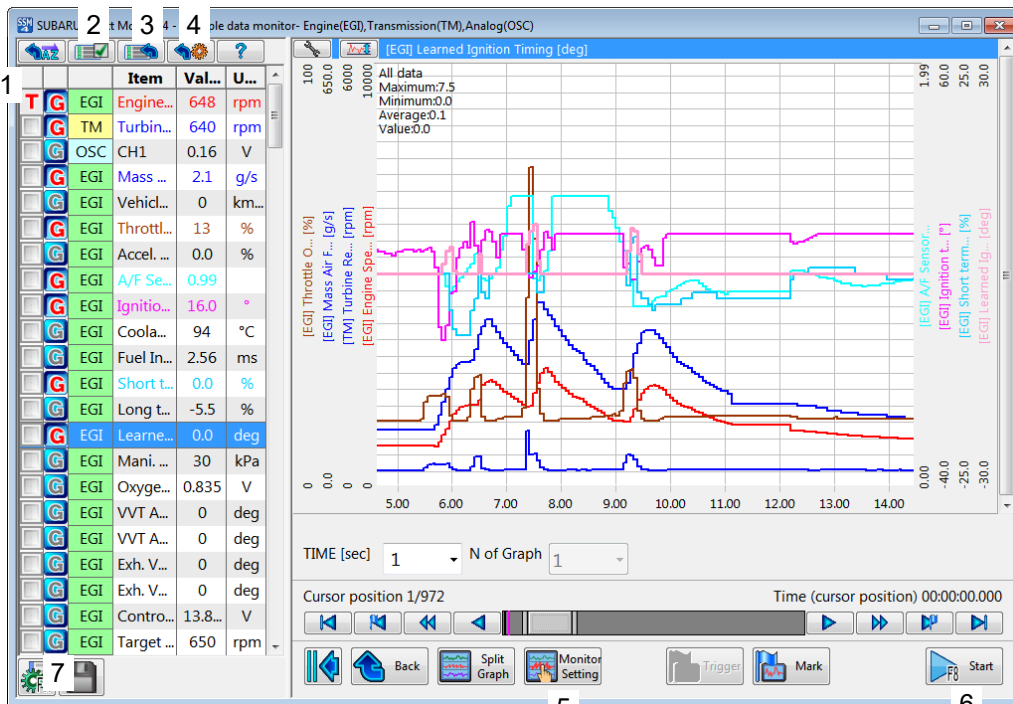 2 3 4
SUBARU
ct Mo
4 -
ple data monitor- Engine(EGI),Transmission(TM),Analog(OSC)
AZ ?
1
Item Val... U...
T G EGI Engine... 648 rpm
G TM Turbin... 640 rpm
G OSC CH1 0.16 V
G EGI Mass ... 2.1 g/s
G EGI Vehicl... 0 km...
G EGI Throttl... 13 %
G EGI Accel. ... 0.0 %
G EGI A/F Se... 0.99
G EGI Ignitio... 16.0 °
G EGI Coola... 94 °C
G EGI Fuel In... 2.56 ms
G EGI Short t... 0.0 %
G EGI Long t... -5.5 %
G EGI Learne... 0.0 deg
G EGI Mani. ... 30 kPa
G EGI Oxyge... 0.835 V
G EGI VVT A... 0 deg
G EGI VVT A... 0 deg
G EGI Exh. V... 0 deg
G EGI Exh. V... 0 deg
G EGI Contro... 13.8... V
G EGI Target ... 650 rpm
7
[EGI] Learned Ignition Timing [deg]
100 650.0 6000 10000
All data
Maximum:7.5
Minimum:0.0
Average:0.1
Value:0.0
1.99 60.0 25.0 30.0
[EGI] Throttle O... [%]
[EGI] Mass Air F... [g/s]
[TM] Turbine Re... [rpm]
[EGI] Engine Spe... [rpm]
[EGI] A/F Sensor...
[EGI] Ignition t... [°]
[EGI] Short term... [%]
[EGI] Learned Ig... [deg]
0 0.0 0 0
0.00 -40.0 -25.0 -30.0
5.00 6.00 7.00 8.00 9.00 10.00 11.00 12.00 13.00 14.00
TIME [sec] 1 N of Graph 1
Cursor position 1/972 Time (cursor position) 00:00:00.000
Back
Split Graph
Monitor Setting
Trigger
Mark
F8 Start
5 6